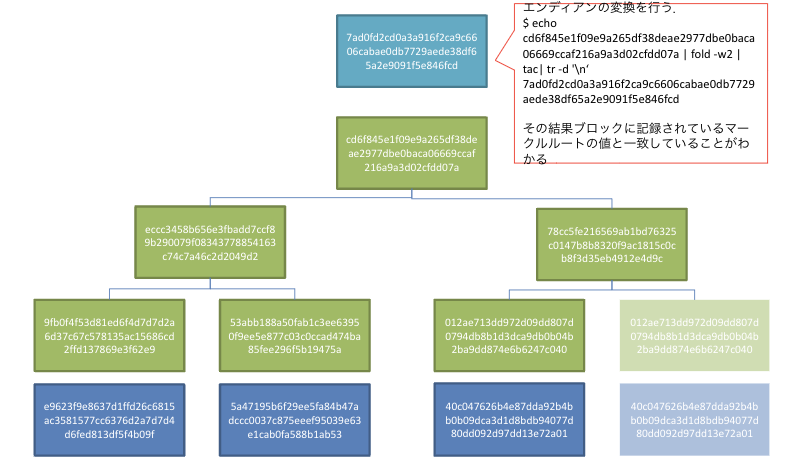 エンディアンの変換を行う.
$ echo
cd6f845e1f09e9a265df38deae2977dbe0baca
06669ccaf216a9a3d02cfdd07a | fold -w2 |
tac| tr -d '\n'
7ad0fd2cd0a3a916f2ca9c6606cabae0db7729
aede38df65a2e9091f5e846fcd
その結果ブロックに記録されているマー
クルルートの値と一致していることがわ
かる
7ad0fd2cd0a3a916f2ca9c66
06cabae0db7729aede38df6
5a2e9091f5e846fcd
cd6f845e1f09e9a265df38de
ae2977dbe0baca06669ccaf
216a9a3d02cfdd07a
eccc3458b656e3fbadd7ccf8
9b290079f08343778854163
c74c7a46c2d2049d2
78cc5fe216569ab1bd76325
c0147b8b8320f9ac1815c0c
b8f3d35eb4912e4d9c
9fb0f4f53d81ed6f4d7d7d2a
6d37c67c578135ac15686cd
2ffd137869e3f62e9
53abb188a50fab1c3ee6395
0f9ee5e877c03c0ccad474ba
85fee296f5b19475a
012ae713dd972d09dd807d
0794db8b1d3dca9db0b04b
2ba9dd874e6b6247c040
012ae713dd972d09dd807d
0794db8b1d3dca9db0b04b
2ba9dd874e6b6247c040
e9623f9e8637d1ffd26c6815
ac3581577cc6376d2a7d7d4
d6fed813df5f4b09f
5a47195b6f29ee5fa84b47a
dccc0037c875eeef95039e63
e1cab0fa588b1ab53
40c047626b4e87dda92b4b
b0b09dca3d1d8bdb94077d
80dd092d97dd13e72a01
40c047626b4e87dda92b4b
b0b09dca3d1d8bdb94077d
80dd092d97dd13e72a01